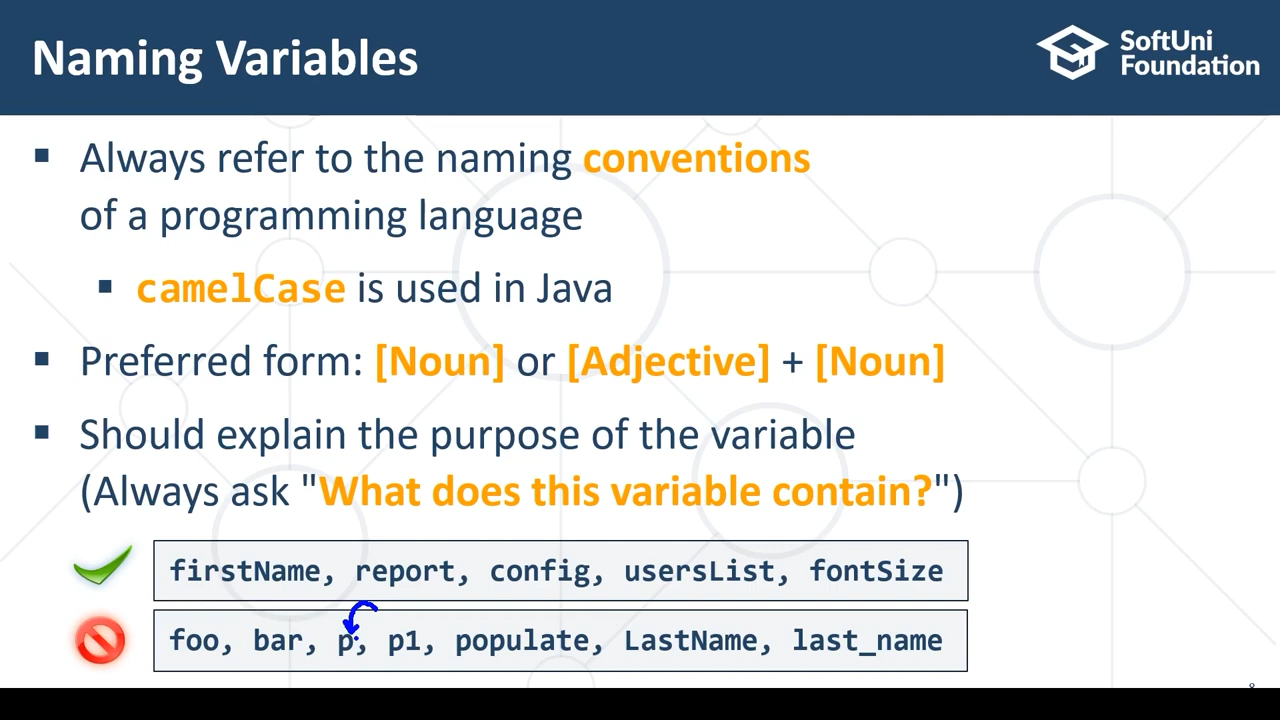 Naming Variables
SoftUni
Foundation
▪ Always refer to the naming conventions
of a programming language
▪ camelCase is used in Java
▪ Preferred form: [Noun] or [Adjective] + [Noun]
▪ Should explain the purpose of the variable
(Always ask "What does this variable contain?")
firstName, report, config, usersList, fontSize
foo, bar, p, p1, populate, LastName, last_name